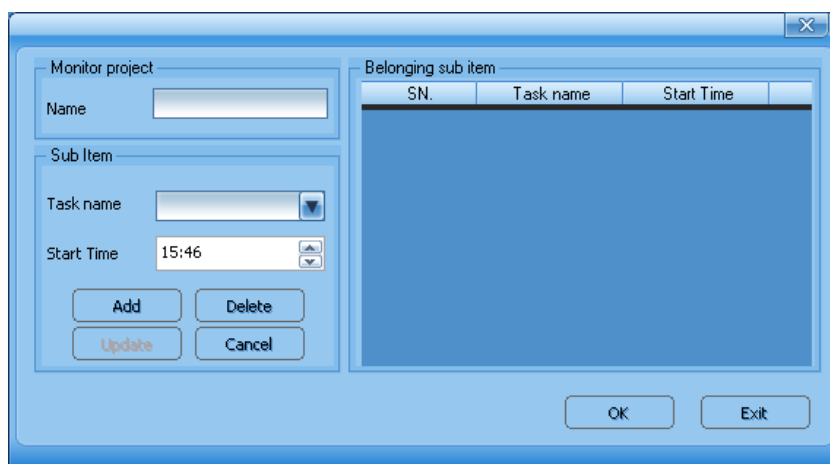 Monitor project
Name
Sub Item
Task name
Start Time 15:46
Add Delete
Update Cancel
Belonging sub item
SN. Task name Start Time
OK Exit